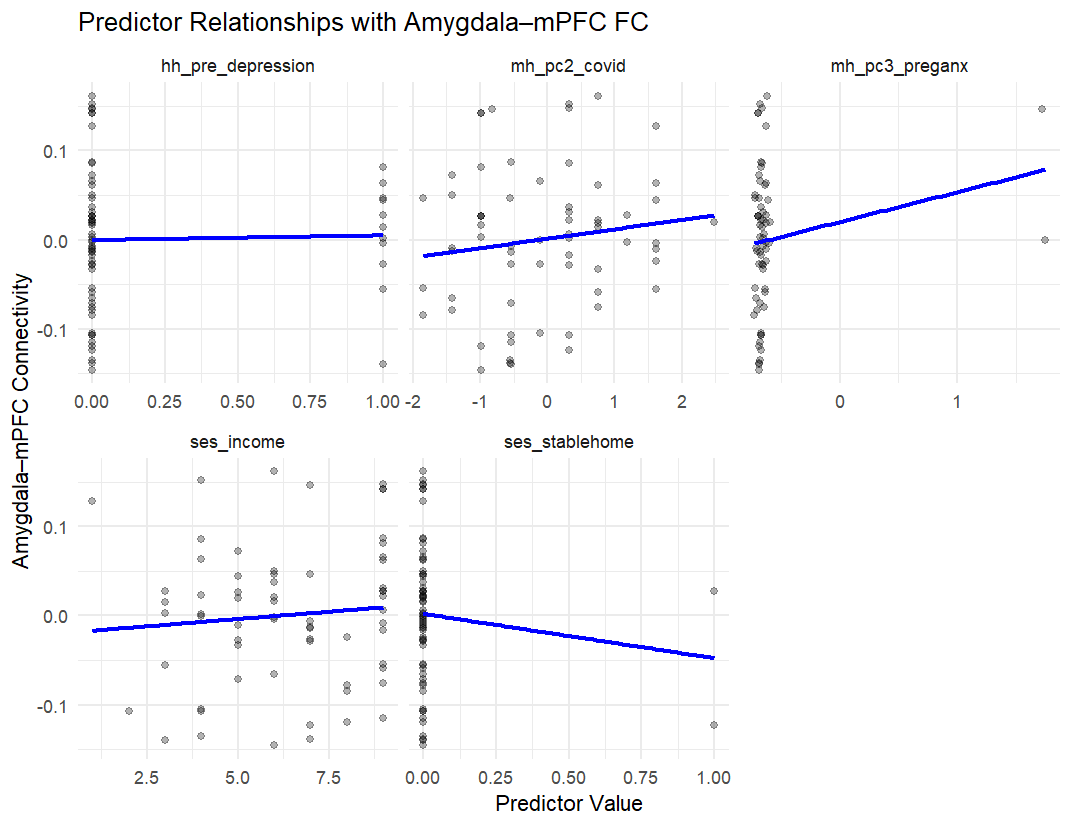 Predictor Relationships with Amygdala–mPFC FC
hh_pre_depression
mh_pc2_covid
mh_pc3_preganx
0.1
0.0
-0.1
0.00 0.25 0.50 0.75 1.00
-2 -1 0 1 2
0 1
ses_income
ses_stablehome
0.1
0.0
-0.1
2.5 5.0 7.5
0.00 0.25 0.50 0.75 1.00
Amygdala–mPFC Connectivity
Predictor Value